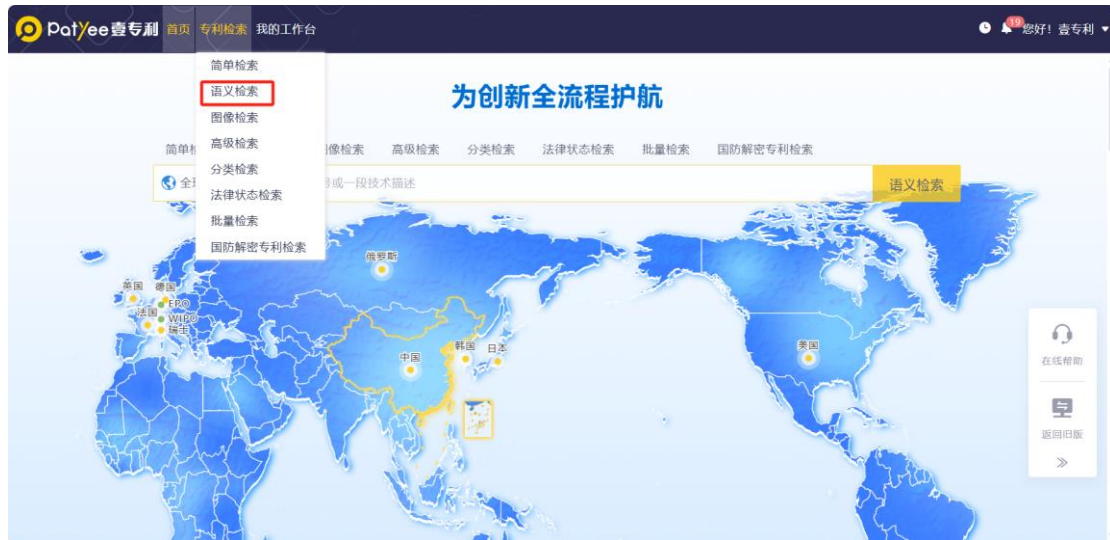 PatYee壹专利 首页 专利检索 我的工作台 19 您好！壹专利
简单检索
语义检索
图像检索
高级检索
分类检索
法律状态检索
批量检索
国防解密专利检索
为创新全流程护航
简单 像检索 高级检索 分类检索 法律状态检索 批量检索 国防解密专利检索
全 或一段技术描述 语义检索
俄罗斯
英国 德国
EPO
法国 WIPO
瑞士
中国 韩国 日本
美国
在线帮助
返回旧版